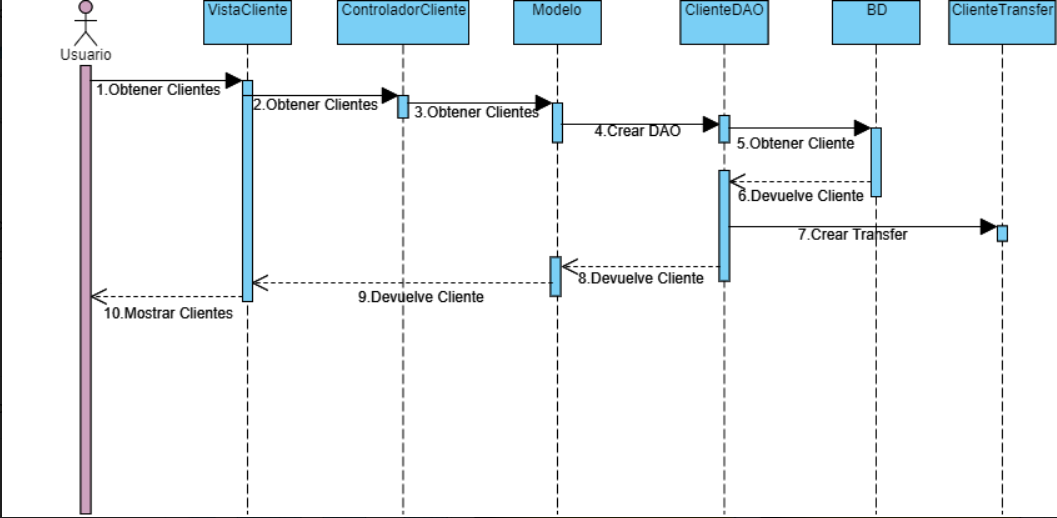 VistaCliente
ControladorCliente
Modelo
ClienteDAO
BD
ClienteTransfer
Usuario
1.Obtener Clientes
2.Obtener Clientes
3.Obtener Clientes
4.Crear DAO
5.Obtener Cliente
6.Devuelve Cliente
7.Crear Transfer
8.Devuelve Cliente
9.Devuelve Cliente
10.Mostrar Clientes